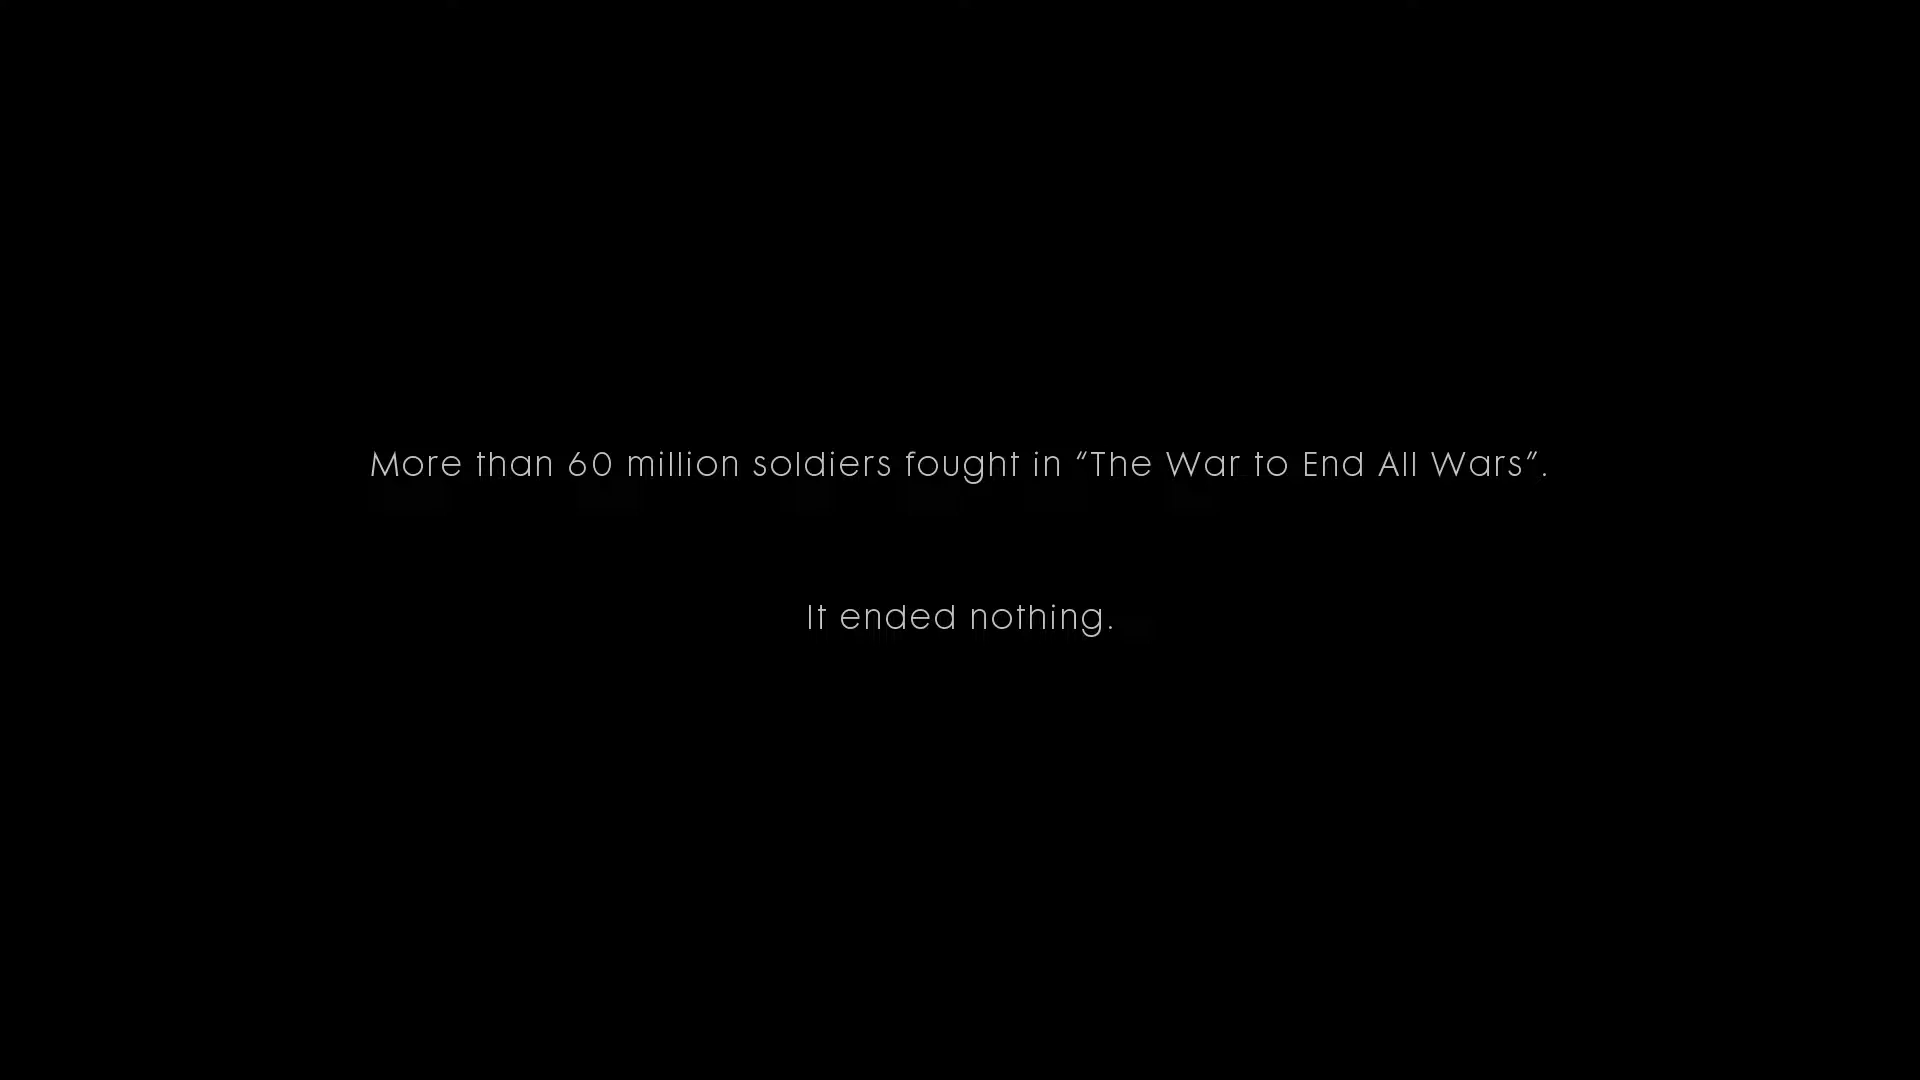 More than 60 million soldiers fought in “The War to End All Wars”.
It ended nothing.